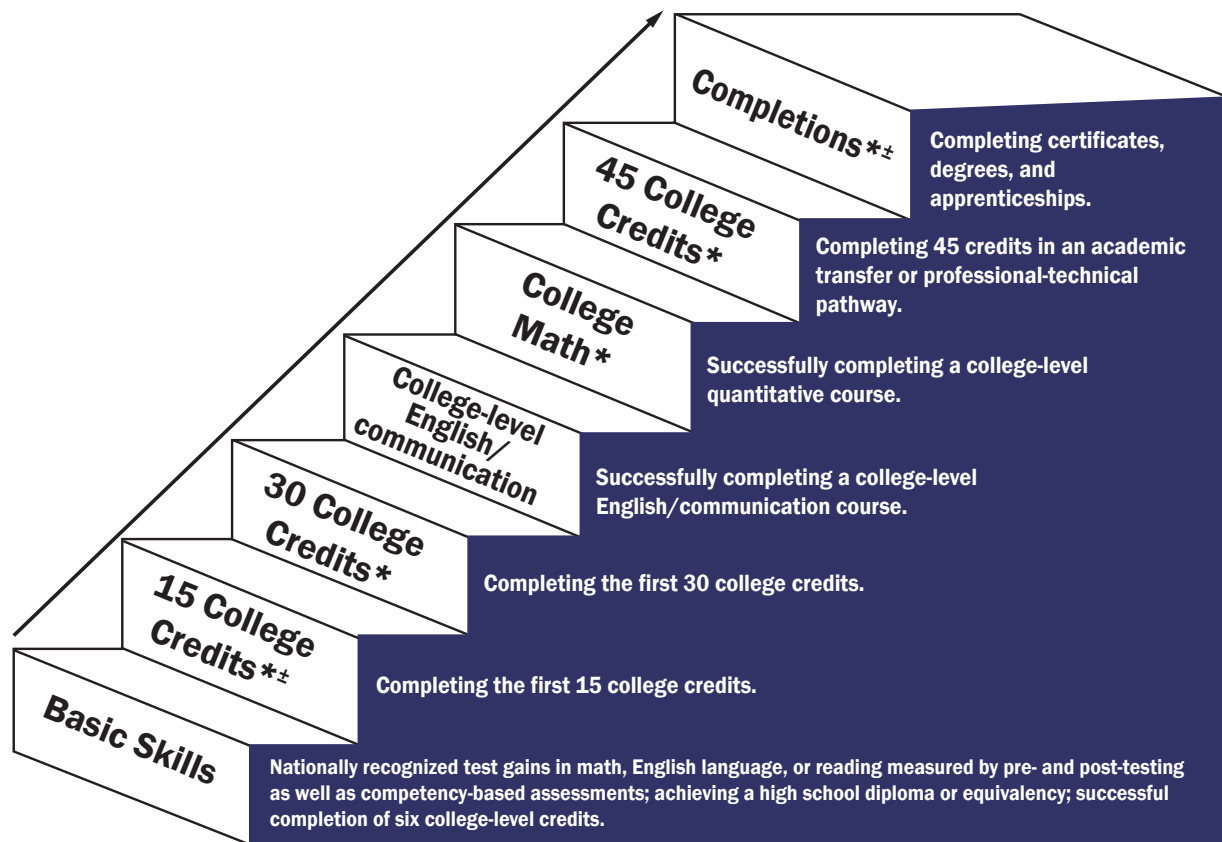 Completions*±
Completing certificates,
degrees, and
apprenticeships.
45 College
Credits*
Completing 45 credits in an academic
transfer or professional-technical
pathway.
College
Math*
Successfully completing a college-level
quantitative course.
College-level
English/
communication
Successfully completing a college-level
English/communication course.
30 College
Credits*
Completing the first 30 college credits.
15 College
Credits*±
Completing the first 15 college credits.
Basic Skills
Nationally recognized test gains in math, English language, or reading measured by pre- and post-testing
as well as competency-based assessments; achieving a high school diploma or equivalency; successful
completion of six college-level credits.